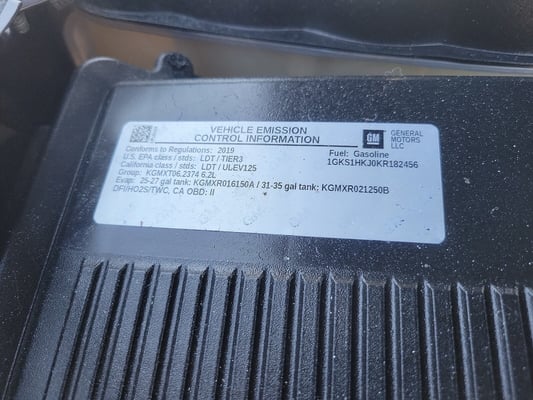 VEHICLE EMISSION
CONTROL INFORMATION
GM
GENERAL
MOTORS
LLC
Conforms to Regulations: 2019
Fuel: Gasoline
U.S. EPA class / stds: LDT / TIER3
1GKS1HKJ0KR182456
California class / stds: LDT / ULEV125
Group: KGMXT06.2374 6.2L
Evap: 25-27 gal tank: KGMXR016150A / 31-35 gal tank: KGMXR021250B
DFI/HO2S/TWC, CA OBD: II